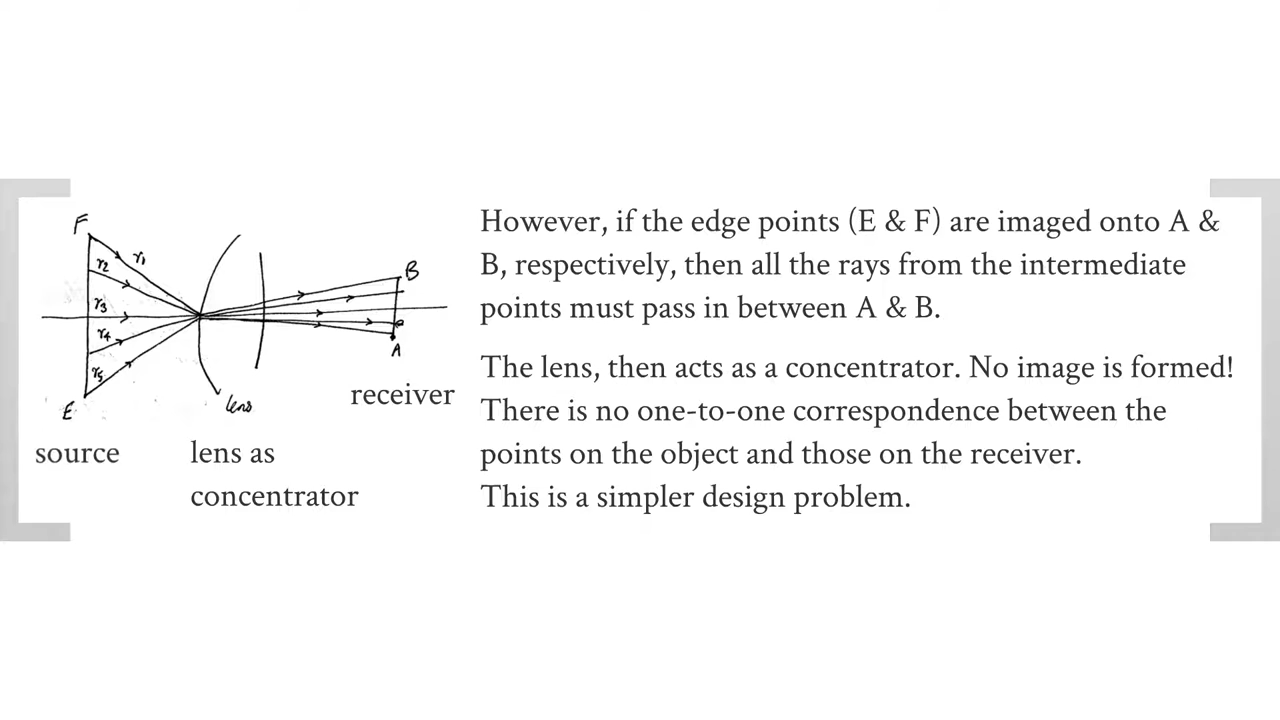 F
r₁
r₂
r₃
r₄
r₅
E
B
A
lens
source
lens as
concentrator
receiver
However, if the edge points (E & F) are imaged onto A &
B, respectively, then all the rays from the intermediate
points must pass in between A & B.
The lens, then acts as a concentrator. No image is formed!
There is no one-to-one correspondence between the
points on the object and those on the receiver.
This is a simpler design problem.